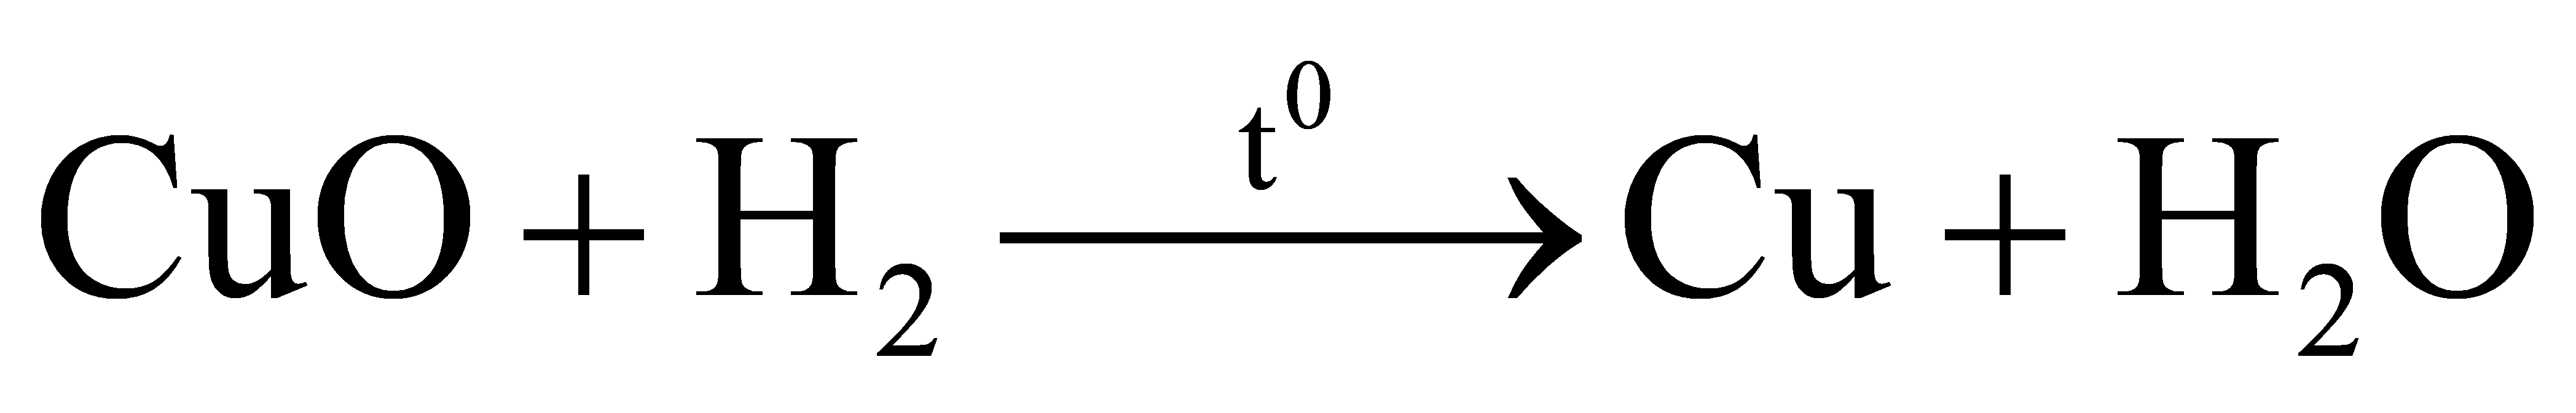 CuO + H₂ —t⁰→ Cu + H₂O